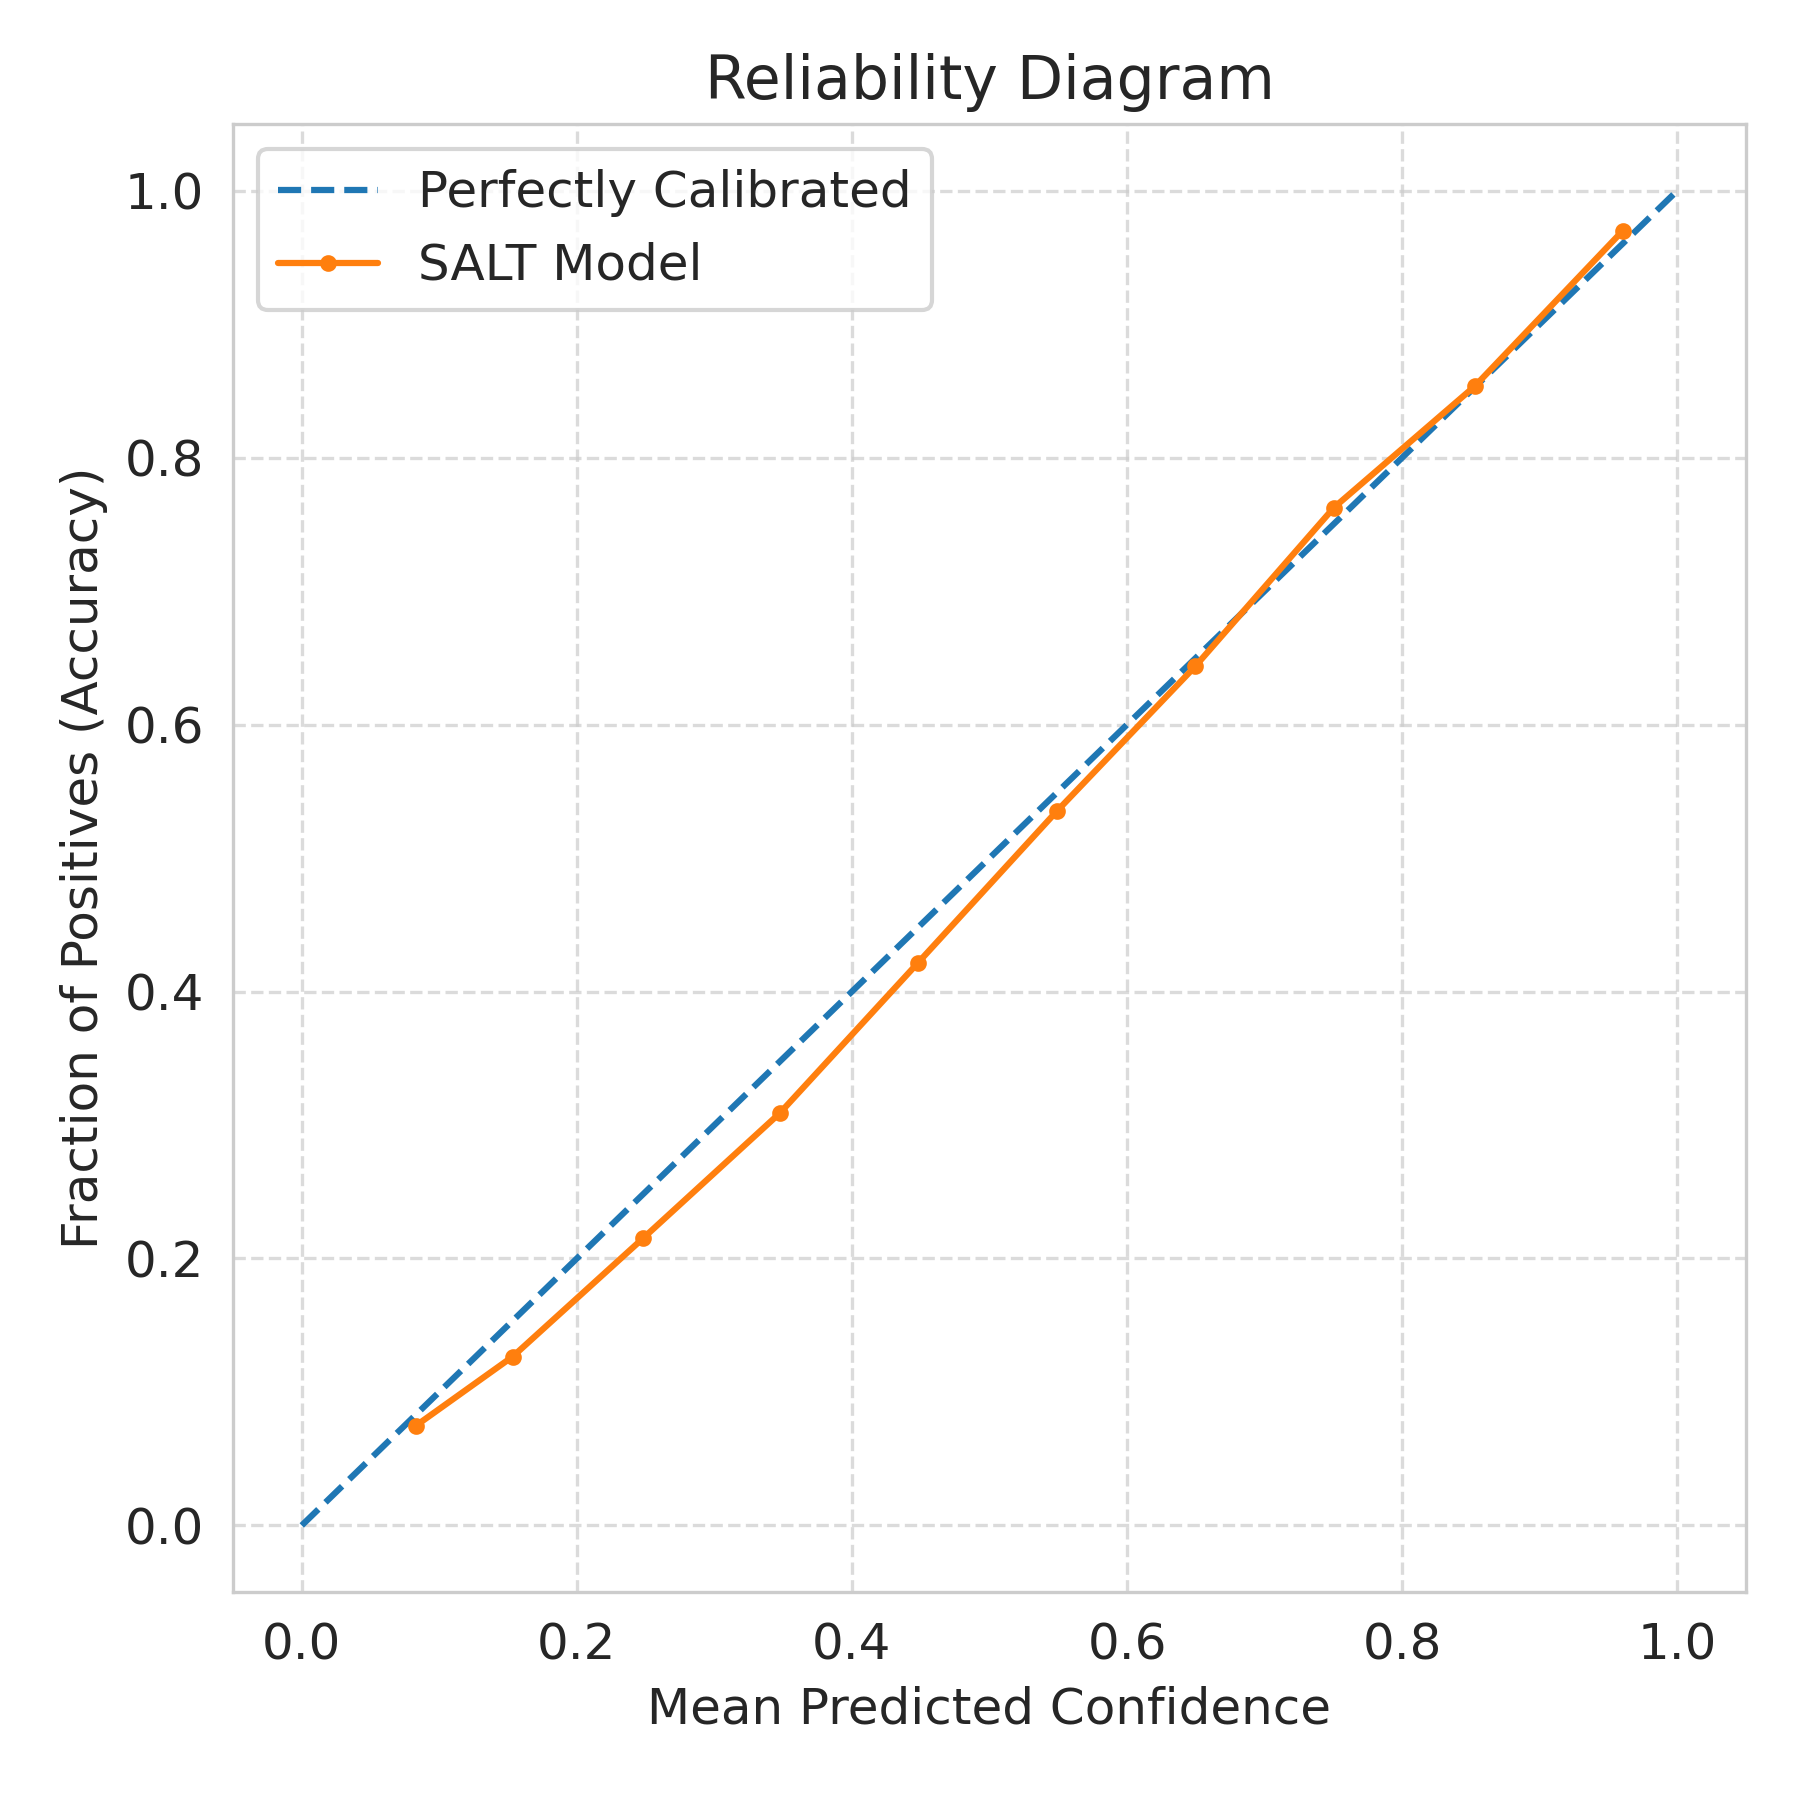 Reliability Diagram
Perfectly Calibrated
SALT Model
1.0
0.8
0.6
0.4
0.2
0.0
Fraction of Positives (Accuracy)
0.0 0.2 0.4 0.6 0.8 1.0
Mean Predicted Confidence